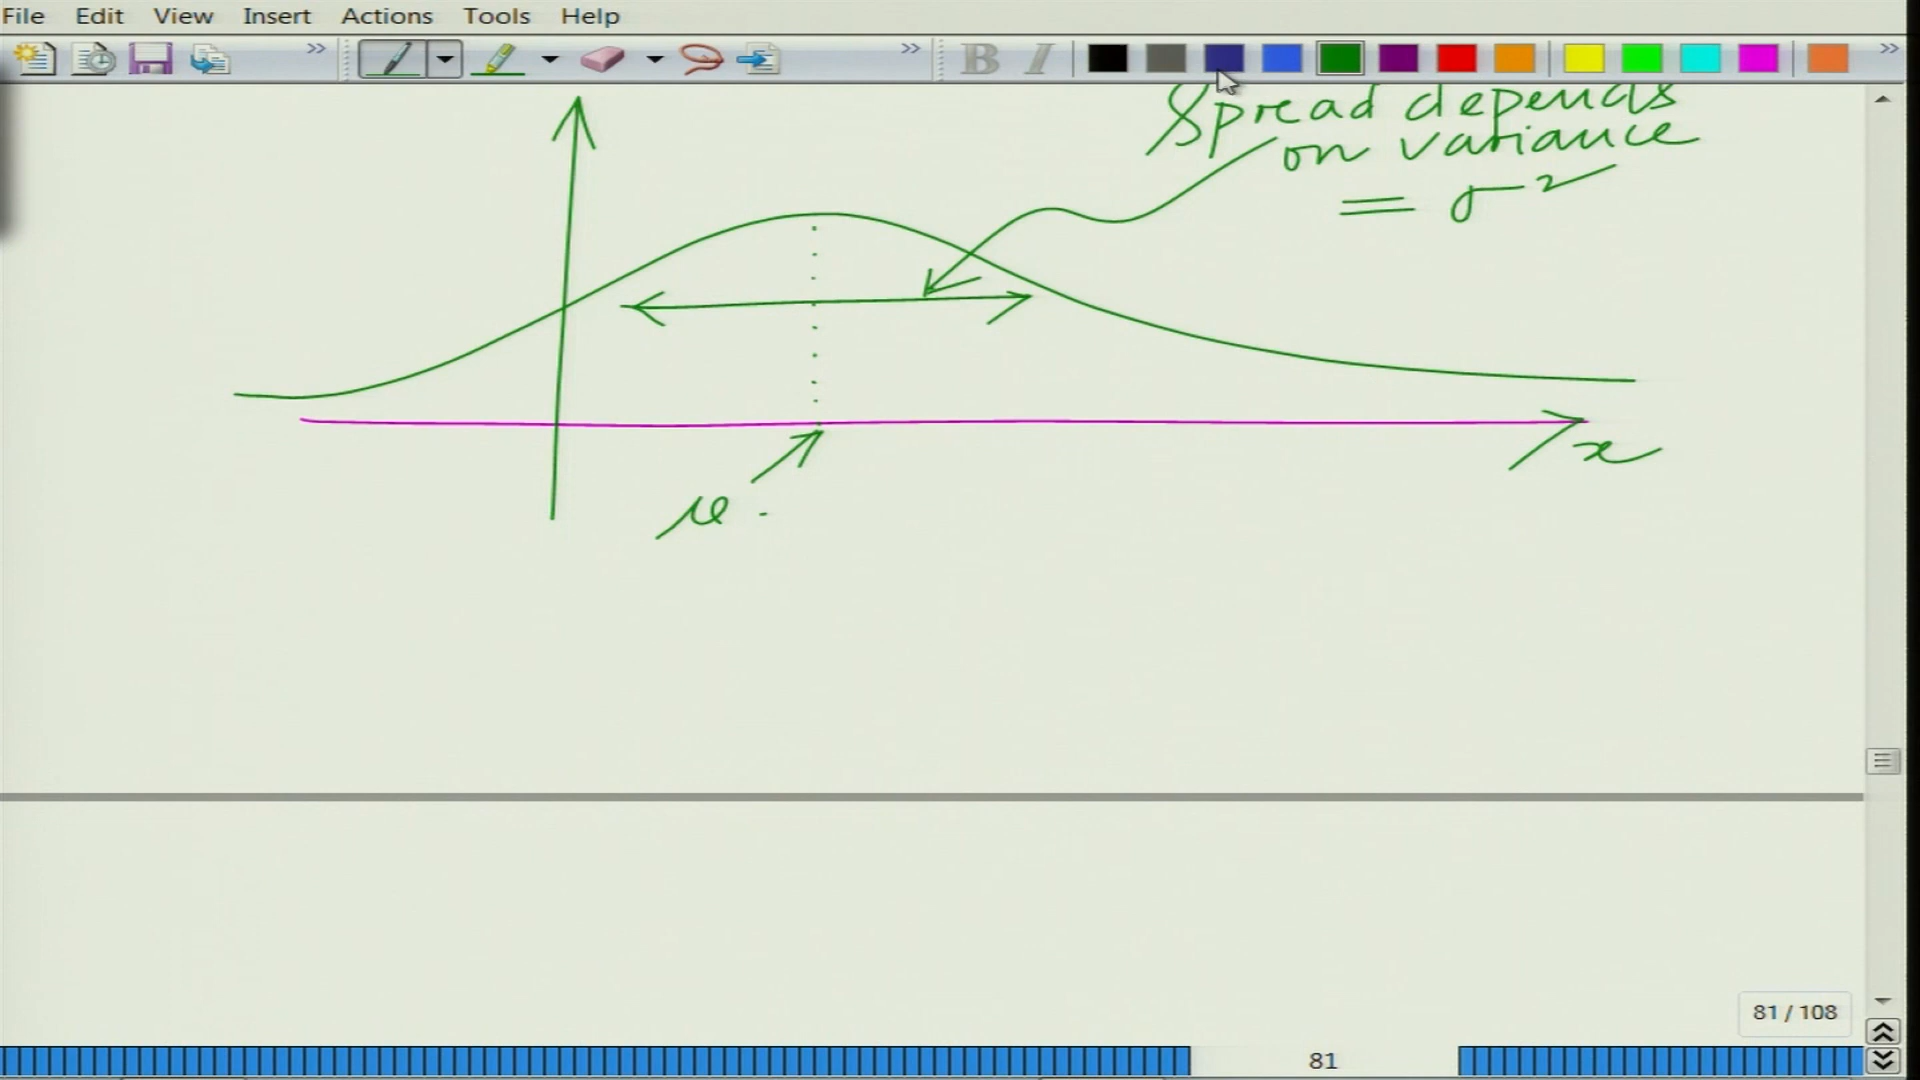 File Edit View Insert Actions Tools Help
B I
Spread depends
on variance
= σ²
x
μ.
81 / 108
81